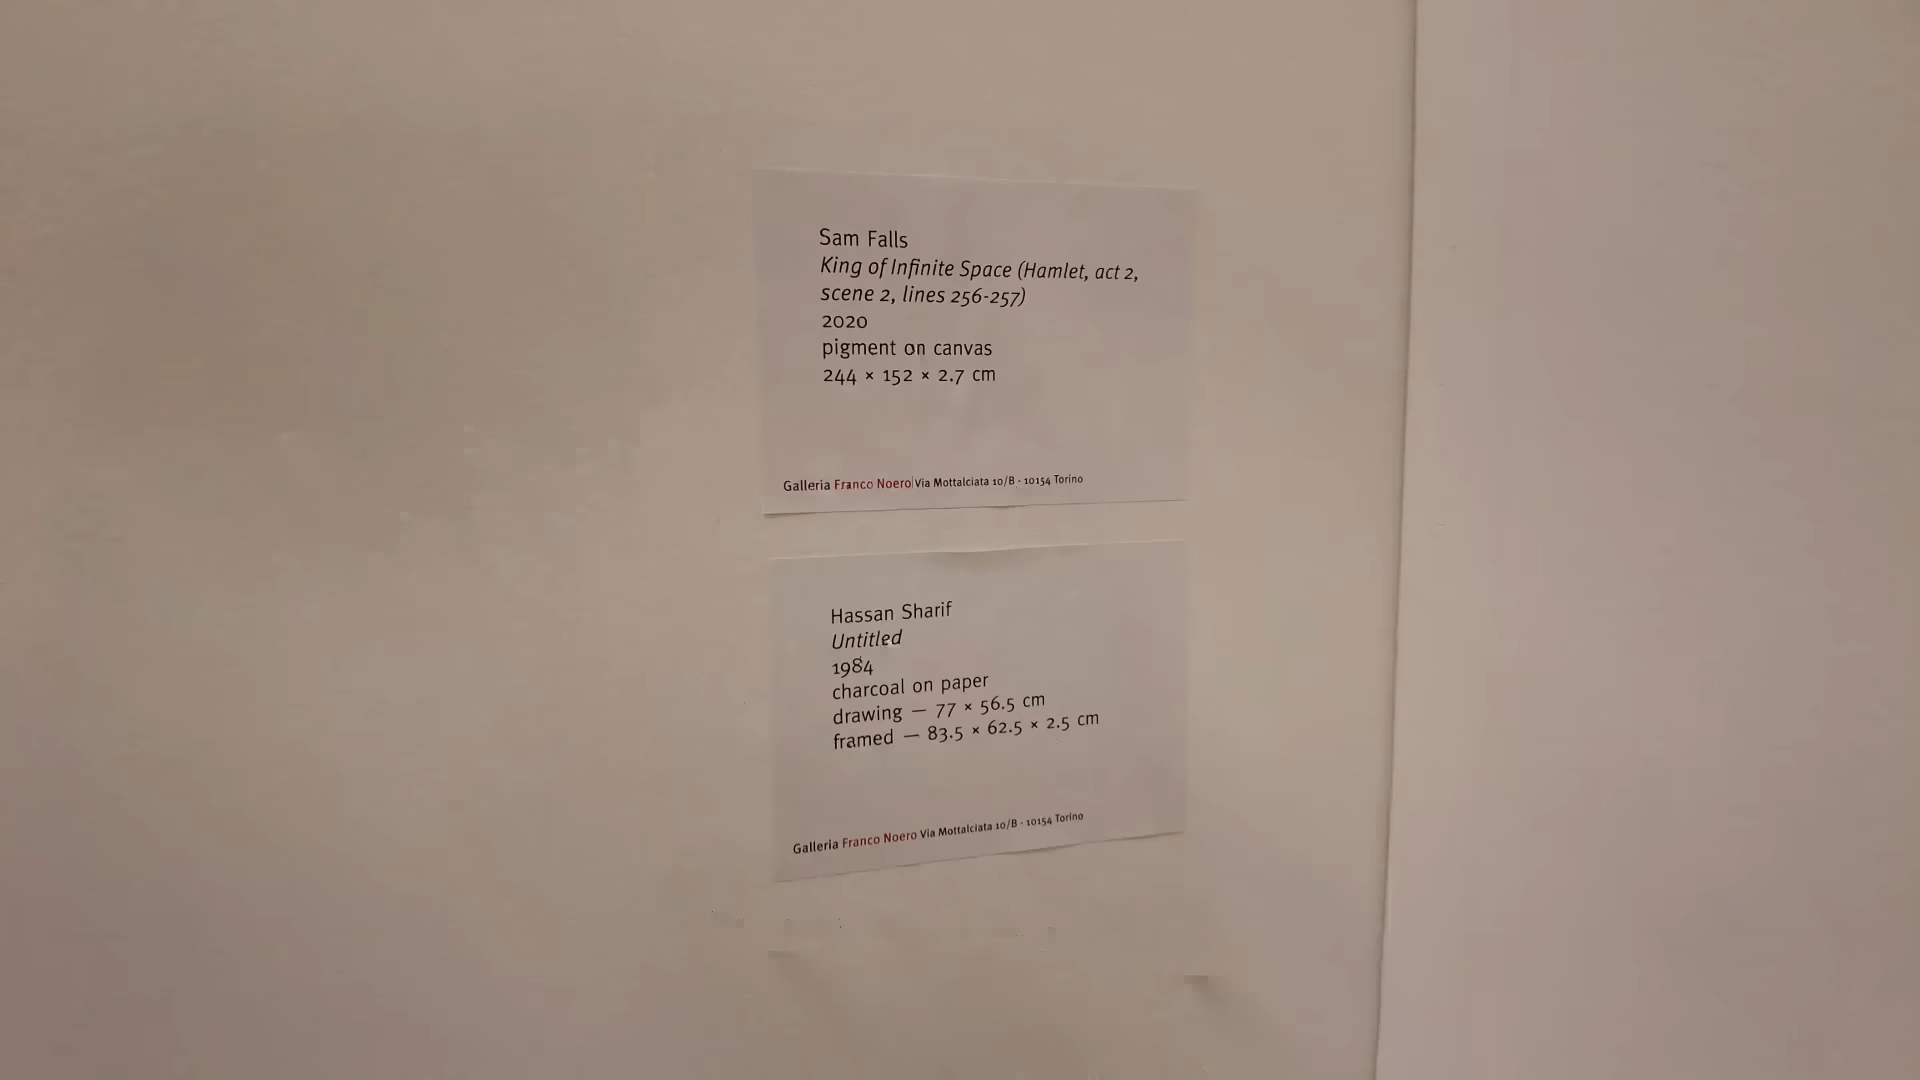 Sam Falls
King of Infinite Space (Hamlet, act 2,
scene 2, lines 256-257)
2020
pigment on canvas
244 × 152 × 2.7 cm
Galleria Franco Noero|Via Mottalciata 10/B - 10154 Torino
Hassan Sharif
Untitled
1984
charcoal on paper
drawing — 77 × 56.5 cm
framed — 83.5 × 62.5 × 2.5 cm
Galleria Franco Noero Via Mottalciata 10/B - 10154 Torino